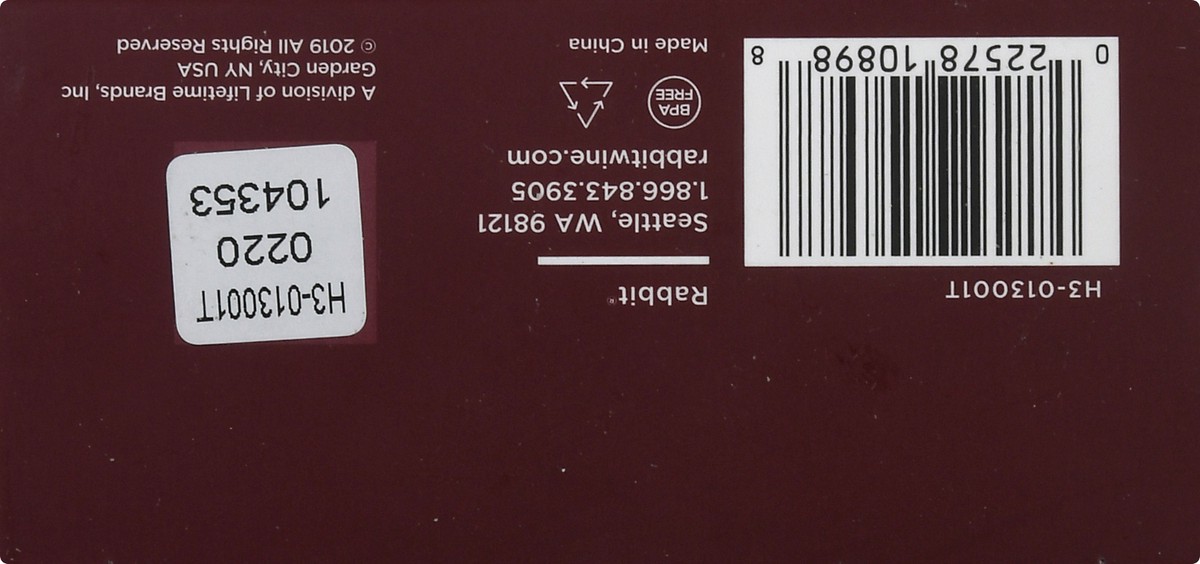 H3-013001T
0 22578 10898 8
Rabbit®
Seattle, WA 98121
1.866.843.3905
rabbitwine.com
BPA
FREE
Made in China
H3-013001T
0220
104353
A division of Lifetime Brands, Inc
Garden City, NY USA
© 2019 All Rights Reserved